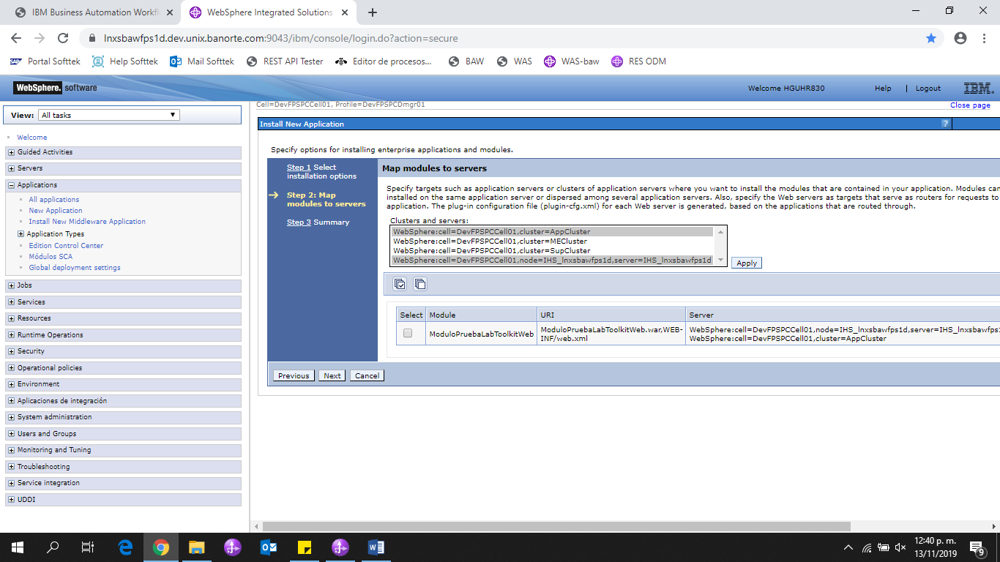 IBM Business Automation Workfl
WebSphere Integrated Solutions
lnxsbawfps1d.dev.unix.banorte.com:9043/ibm/console/login.do?action=secure
Portal Softtek
Help Softtek
Mail Softtek
REST API Tester
Editor de procesos...
BAW
WAS
WAS-baw
RES ODM
WebSphere. software
Welcome HGUHR830
Help | Logout
IBM.
View: All tasks
Cell=DevFPSPCCell01, Profile=DevFPSPCDmgr01
Close page
Welcome
Guided Activities
Servers
Applications
All applications
New Application
Install New Middleware Application
Application Types
Edition Control Center
Módulos SCA
Global deployment settings
Jobs
Services
Resources
Runtime Operations
Security
Operational policies
Environment
Aplicaciones de integración
System administration
Users and Groups
Monitoring and Tuning
Troubleshooting
Service integration
UDDI
Install New Application
?
Specify options for installing enterprise applications and modules.
Step 1 Select
installation options
Step 2: Map
modules to servers
Step 3 Summary
Map modules to servers
Specify targets such as application servers or clusters of application servers where you want to install the modules that are contained in your application. Modules can
installed on the same application server or dispersed among several application servers. Also, specify the Web servers as targets that serve as routers for requests to
application. The plug-in configuration file (plugin-cfg.xml) for each Web server is generated, based on the applications that are routed through.
Clusters and servers:
WebSphere:cell=DevFPSPCCell01,cluster=AppCluster
WebSphere:cell=DevFPSPCCell01,cluster=MECluster
WebSphere:cell=DevFPSPCCell01,cluster=SupCluster
WebSphere:cell=DevFPSPCCell01,node=IHS_lnxsbawfps1d,server=IHS_lnxsbawfps1d
Apply
Select Module URI Server
ModuloPruebaLabToolkitWeb
ModuloPruebaLabToolkitWeb.war,WEB-
INF/web.xml
WebSphere:cell=DevFPSPCCell01,node=IHS_lnxsbawfps1d,server=IHS_lnxsbawfps1
WebSphere:cell=DevFPSPCCell01,cluster=AppCluster
Previous Next Cancel
12:40 p. m.
13/11/2019
9